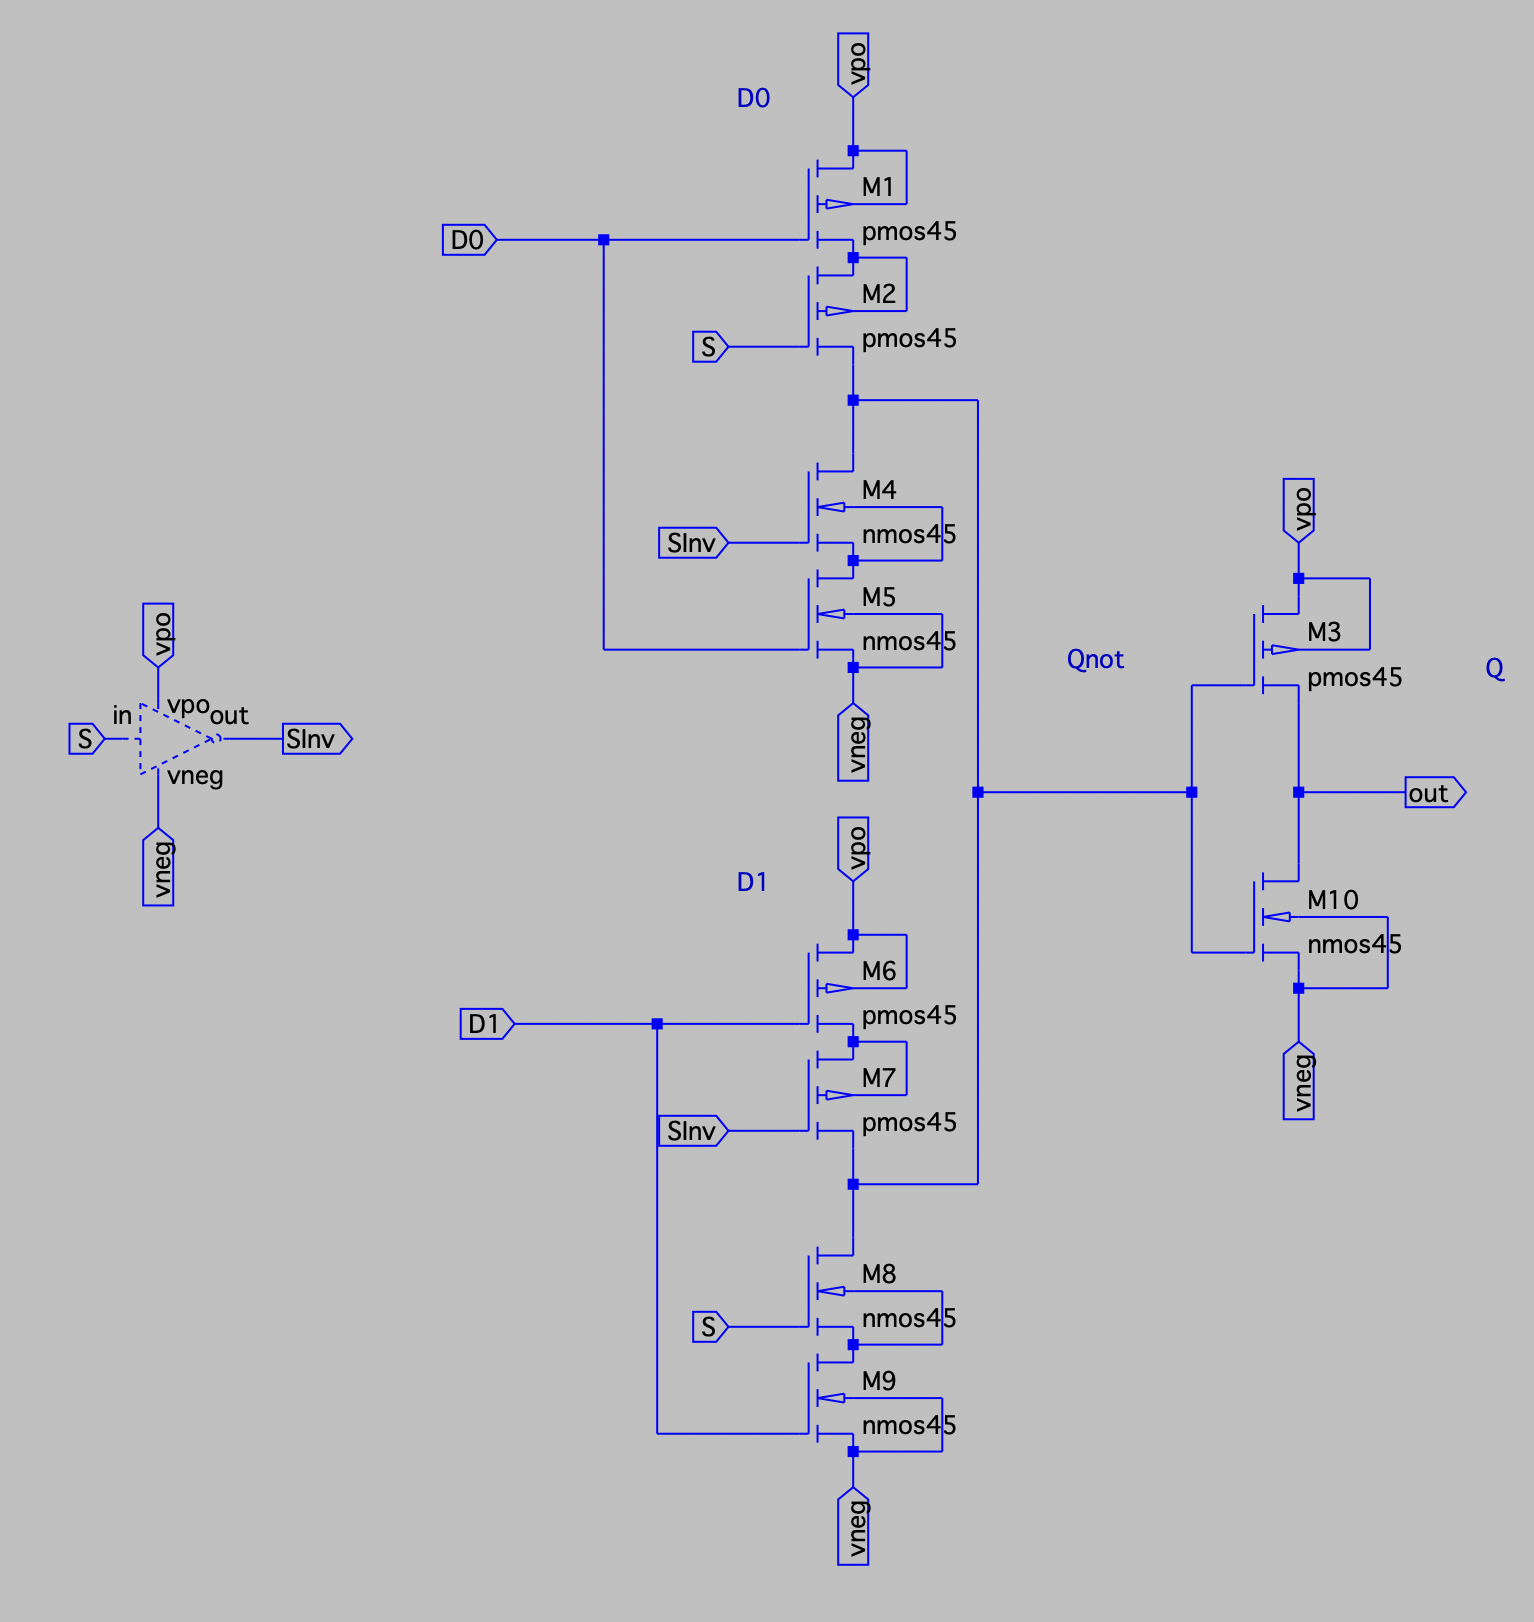 vpo
D0
M1
D0
pmos45
M2
S
pmos45
M4
SInv
nmos45
M5
nmos45
vneg
vpo
M3
pmos45
Qnot
Q
out
M10
nmos45
vneg
vpo
in
vpo
out
S
SInv
vneg
vneg
vpo
D1
M6
D1
pmos45
M7
SInv
pmos45
M8
S
nmos45
M9
nmos45
vneg